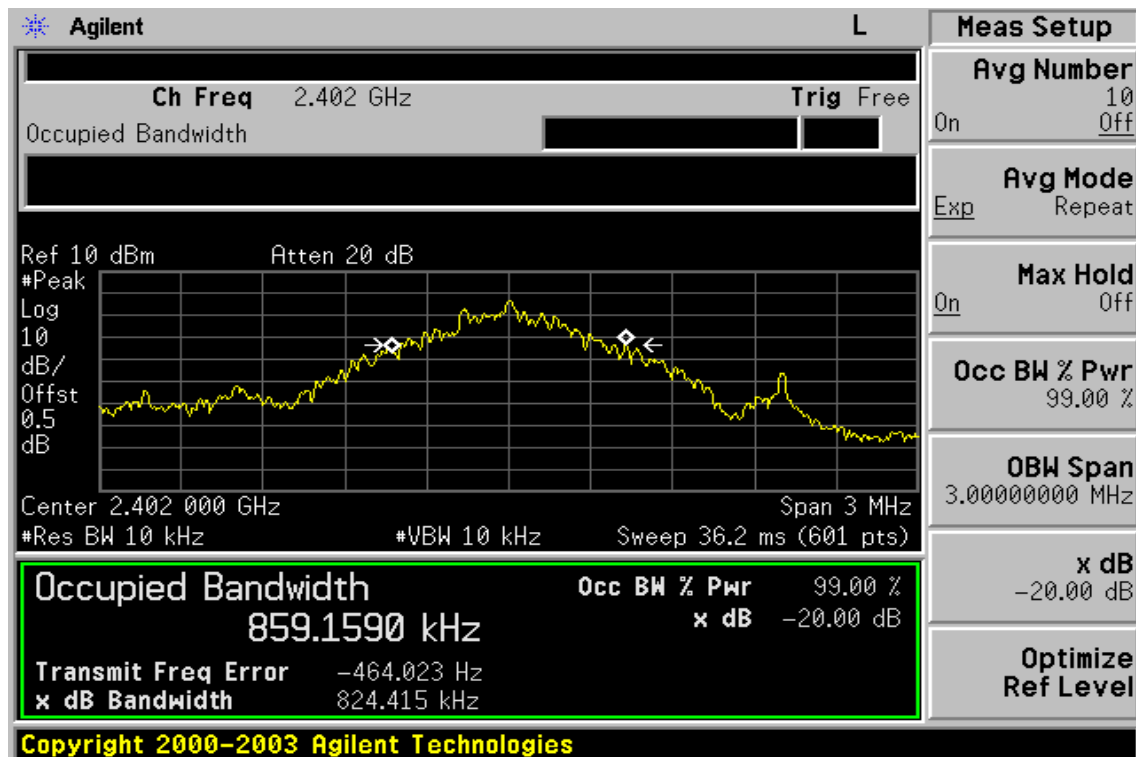 Agilent L
Meas Setup
Ch Freq 2.402 GHz Trig Free
Occupied Bandwidth
Avg Number
10
On Off
Avg Mode
Exp Repeat
Max Hold
On Off
Occ BW % Pwr
99.00 %
OBW Span
3.00000000 MHz
x dB
-20.00 dB
Optimize
Ref Level
Ref 10 dBm Atten 20 dB
#Peak
Log
10
dB/
Offst
0.5
dB
Center 2.402 000 GHz Span 3 MHz
#Res BW 10 kHz #VBW 10 kHz Sweep 36.2 ms (601 pts)
Occupied Bandwidth Occ BW % Pwr 99.00 %
859.1590 kHz x dB -20.00 dB
Transmit Freq Error -464.023 Hz
x dB Bandwidth 824.415 kHz
Copyright 2000-2003 Agilent Technologies